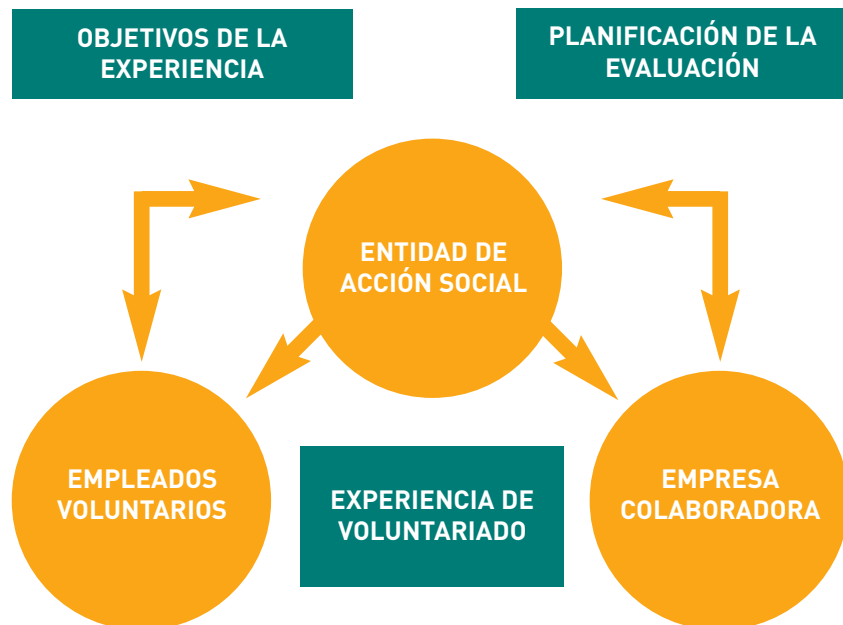 OBJETIVOS DE LA
EXPERIENCIA
PLANIFICACIÓN DE LA
EVALUACIÓN
ENTIDAD DE
ACCIÓN SOCIAL
EMPLEADOS
VOLUNTARIOS
EXPERIENCIA DE
VOLUNTARIADO
EMPRESA
COLABORADORA